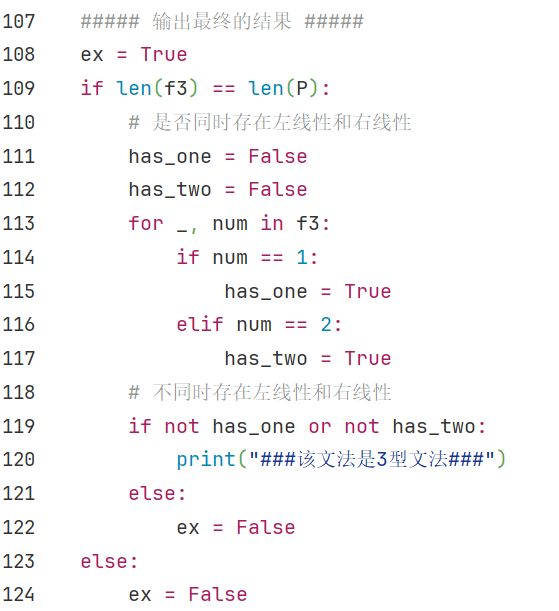 107 ##### 输出最终的结果 #####
108 ex = True
109 if len(f3) == len(P):
110 # 是否同时存在左线性和右线性
111 has_one = False
112 has_two = False
113 for _, num in f3:
114 if num == 1:
115 has_one = True
116 elif num == 2:
117 has_two = True
118 # 不同时存在左线性和右线性
119 if not has_one or not has_two:
120 print("###该文法是3型文法###")
121 else:
122 ex = False
123 else:
124 ex = False